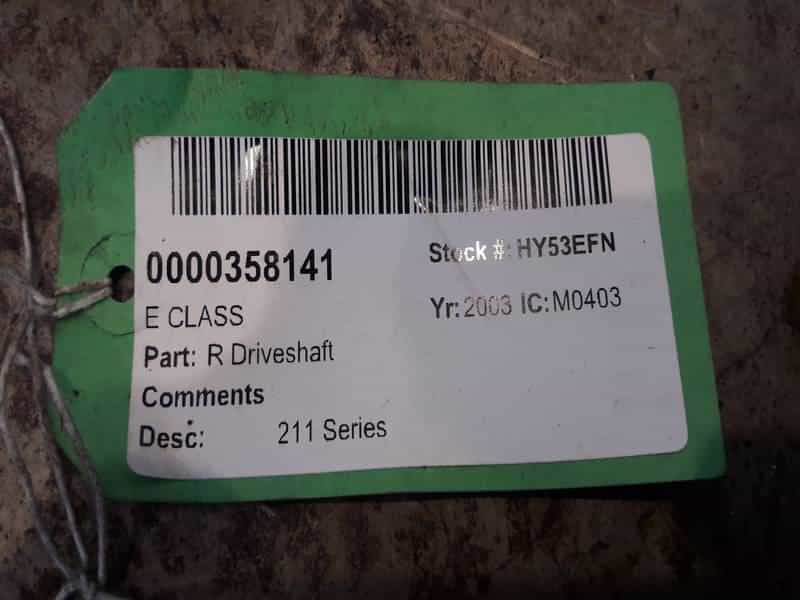 0000358141
Stock #: HY53EFN
E CLASS
Yr: 2003 IC: M0403
Part: R Driveshaft
Comments
Desc: 211 Series